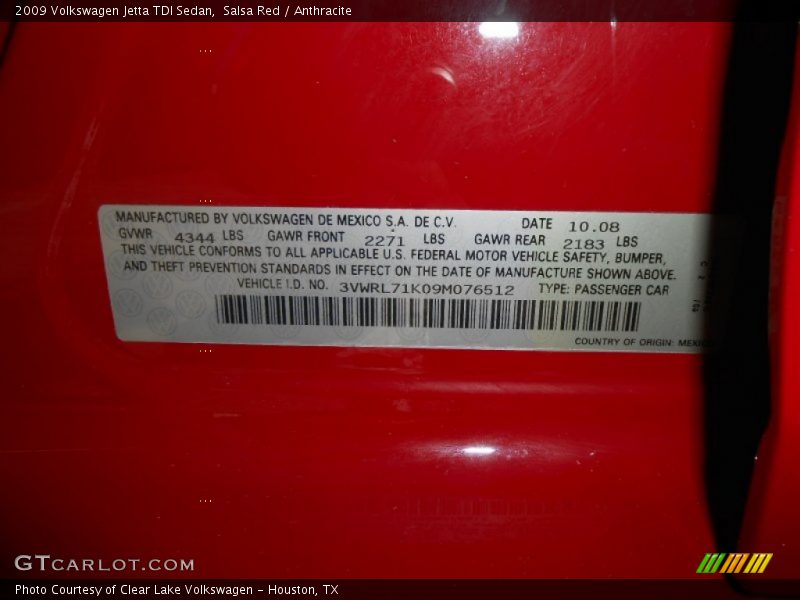 2009 Volkswagen Jetta TDI Sedan,  Salsa Red / Anthracite
MANUFACTURED BY VOLKSWAGEN DE MEXICO S.A. DE C.V. DATE 10.08
GVWR 4344 LBS GAWR FRONT 2271 LBS GAWR REAR 2183 LBS
THIS VEHICLE CONFORMS TO ALL APPLICABLE U.S. FEDERAL MOTOR VEHICLE SAFETY, BUMPER,
AND THEFT PREVENTION STANDARDS IN EFFECT ON THE DATE OF MANUFACTURE SHOWN ABOVE.
VEHICLE I.D. NO. 3VWRL71K09M076512 TYPE: PASSENGER CAR
COUNTRY OF ORIGIN: MEXICO
GTCARLOT.COM
Photo Courtesy of Clear Lake Volkswagen - Houston, TX